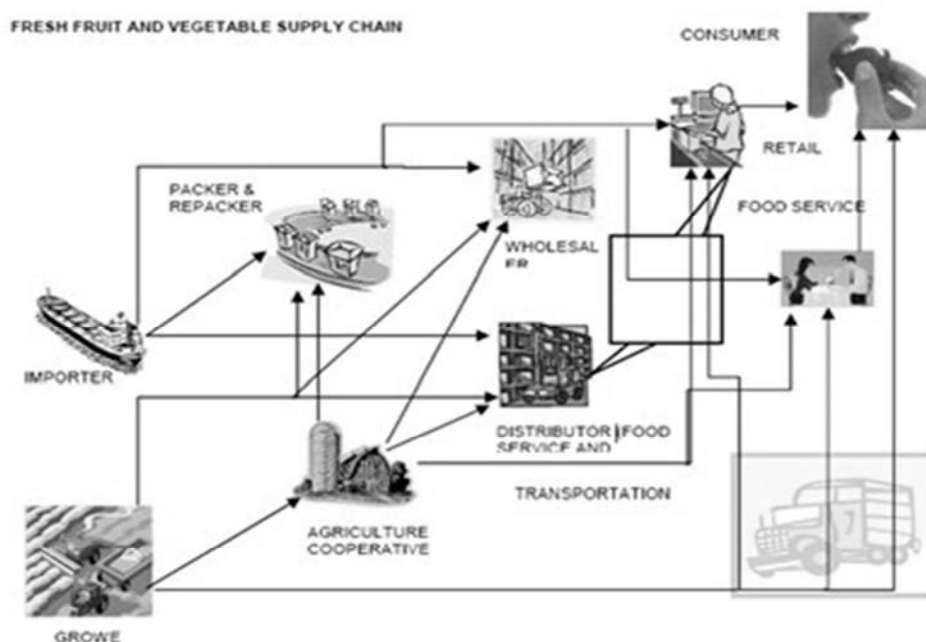 FRESH FRUIT AND VEGETABLE SUPPLY CHAIN
CONSUMER
RETAIL
PACKER &
REPACKER
FOOD SERVICE
WHOLESAL
ER
IMPORTER
DISTRIBUTOR FOOD
SERVICE AND
TRANSPORTATION
AGRICULTURE
COOPERATIVE
GROWE